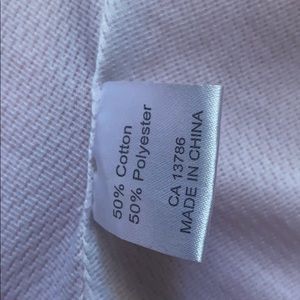 50% Cotton
50% Polyester
CA 13786
MADE IN CHINA